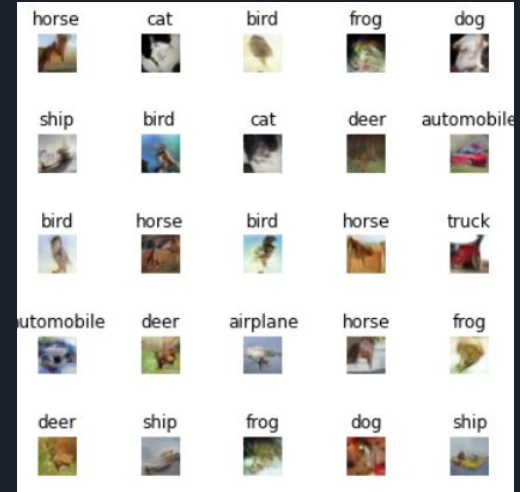 horse cat bird frog dog
ship bird cat deer automobile
bird horse bird horse truck
utomobile deer airplane horse frog
deer ship frog dog ship